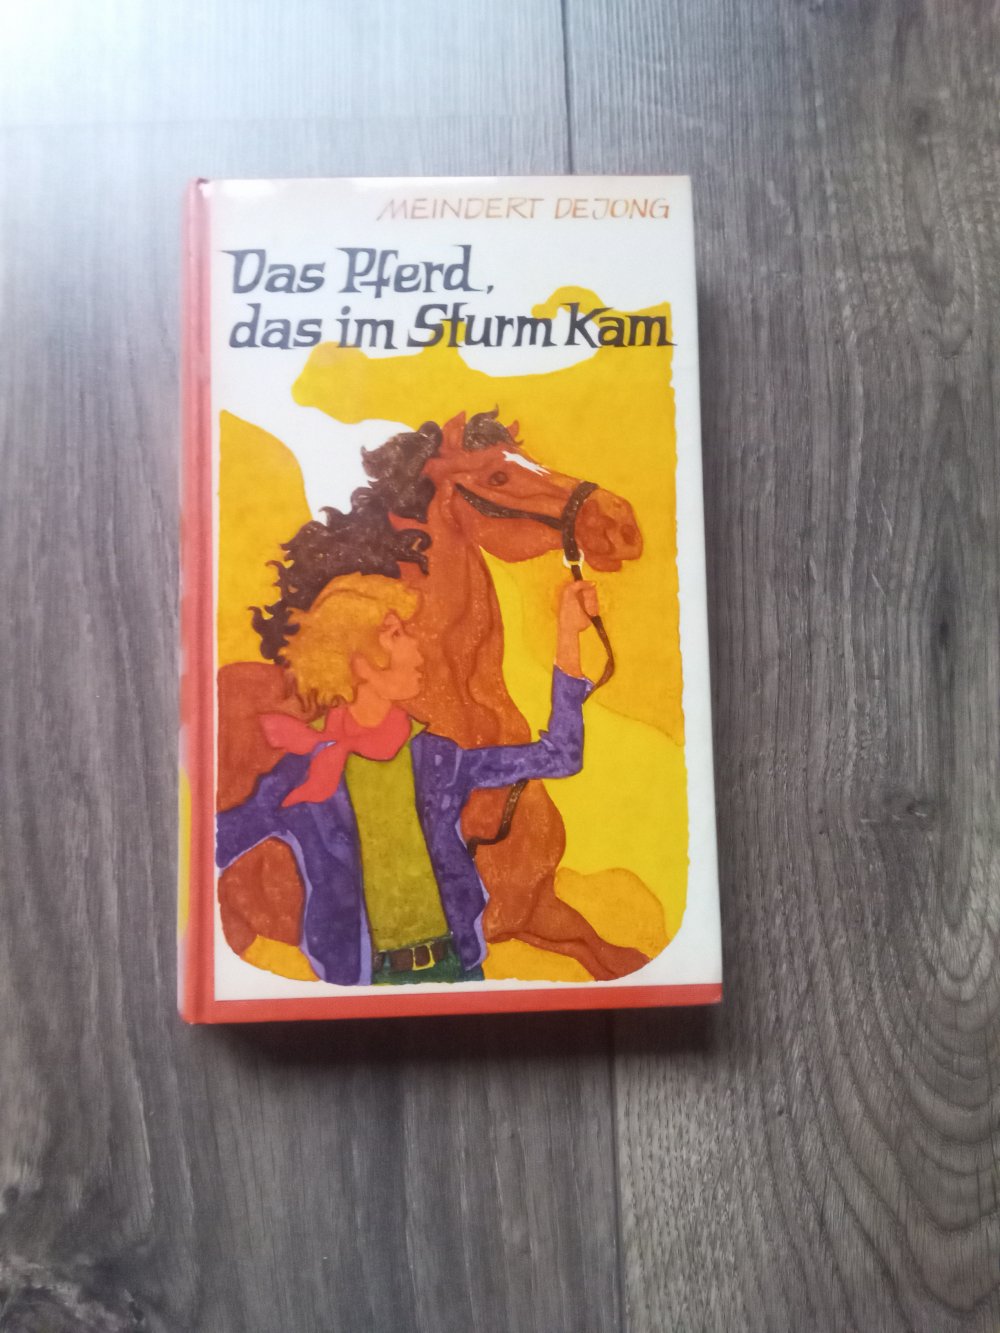 MEINDERT DEJONG
Das Pferd,
das im Sturm kam